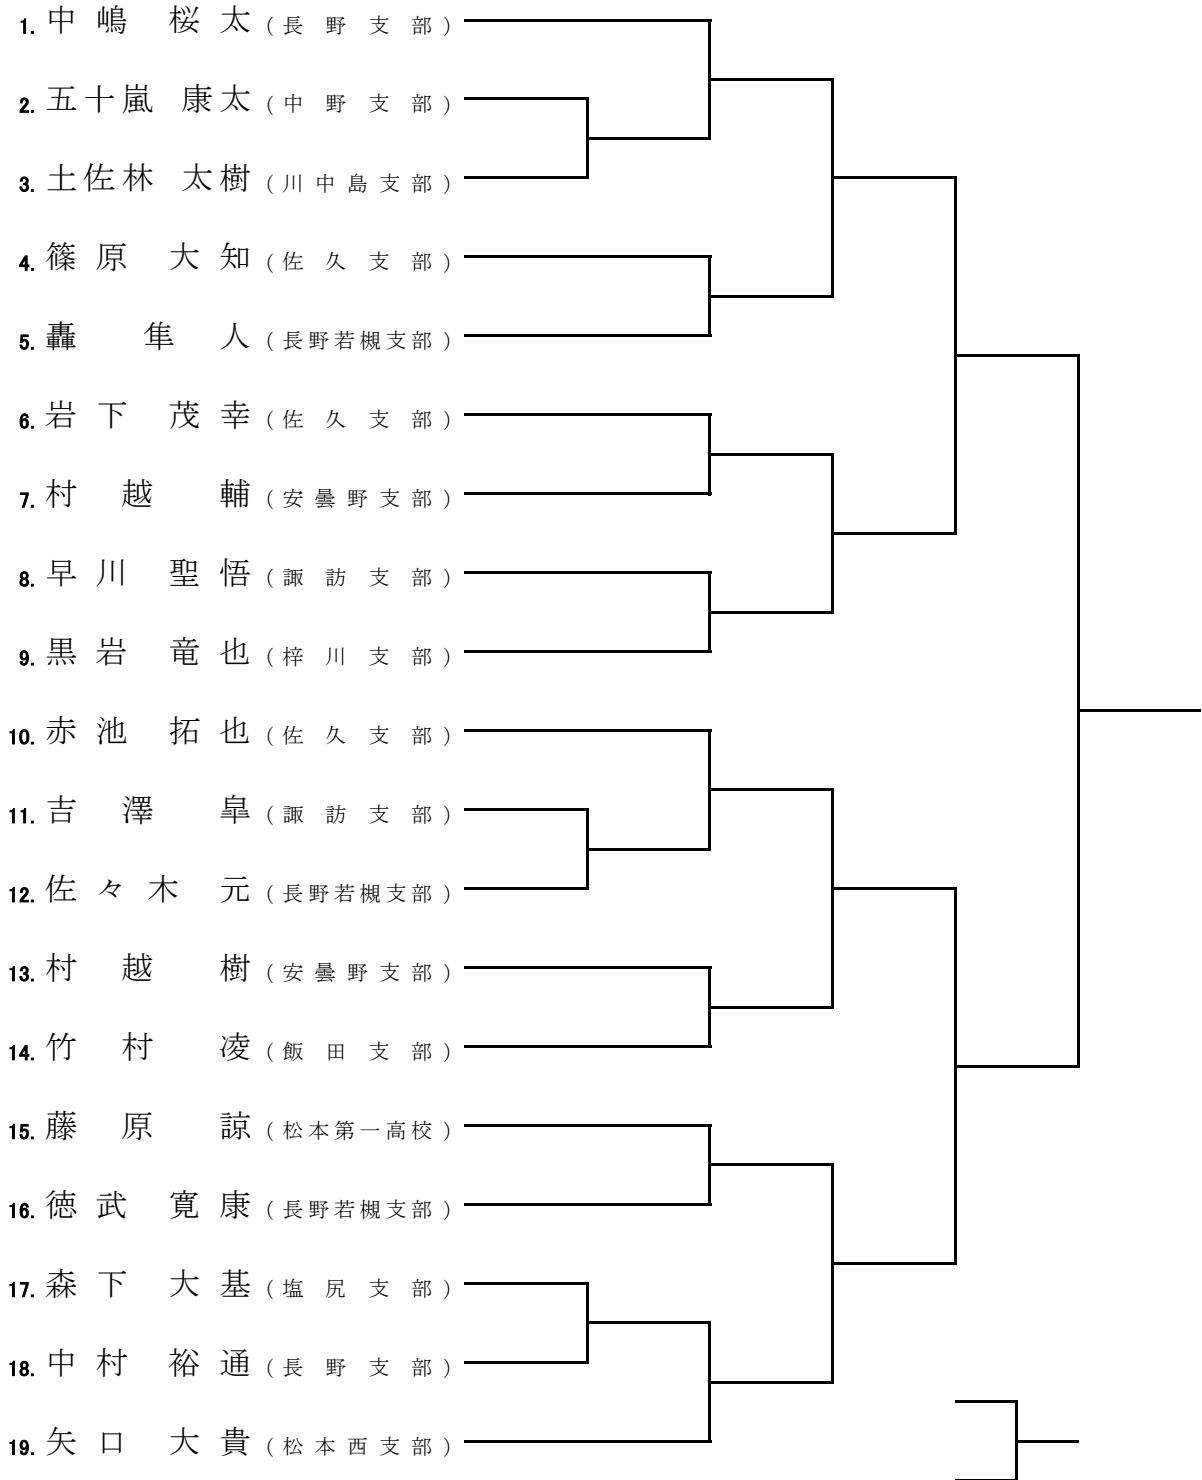 1. 中嶋 桜太 (長野支部)
2. 五十嵐 康太 (中野支部)
3. 土佐林 太樹 (川中島支部)
4. 篠原 大知 (佐久支部)
5. 轟 隼人 (長野若槻支部)
6. 岩下 茂幸 (佐久支部)
7. 村越 輔 (安曇野支部)
8. 早川 聖悟 (諏訪支部)
9. 黒岩 竜也 (梓川支部)
10. 赤池 拓也 (佐久支部)
11. 吉澤 皐 (諏訪支部)
12. 佐々木 元 (長野若槻支部)
13. 村越 樹 (安曇野支部)
14. 竹村 凌 (飯田支部)
15. 藤原 諒 (松本第一高校)
16. 徳武 寛康 (長野若槻支部)
17. 森下 大基 (塩尻支部)
18. 中村 裕通 (長野支部)
19. 矢口 大貴 (松本西支部)